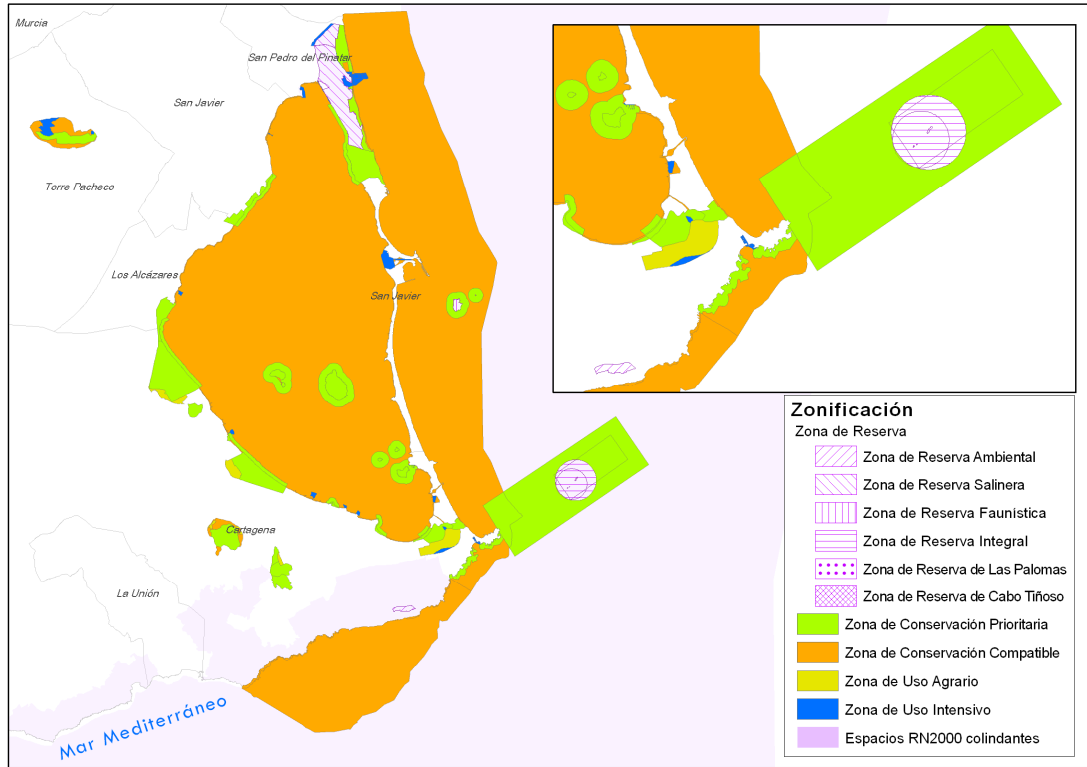 Murcia
San Pedro del Pinatar
San Javier
Torre Pacheco
Los Alcázares
San Javier
Cartagena
La Unión
Mar Mediterráneo
Zonificación
Zona de Reserva
Zona de Reserva Ambiental
Zona de Reserva Salinera
Zona de Reserva Faunistica
Zona de Reserva Integral
Zona de Reserva de Las Palomas
Zona de Reserva de Cabo Tiñoso
Zona de Conservación Prioritaria
Zona de Conservación Compatible
Zona de Uso Agrario
Zona de Uso Intensivo
Espacios RN2000 colindantes